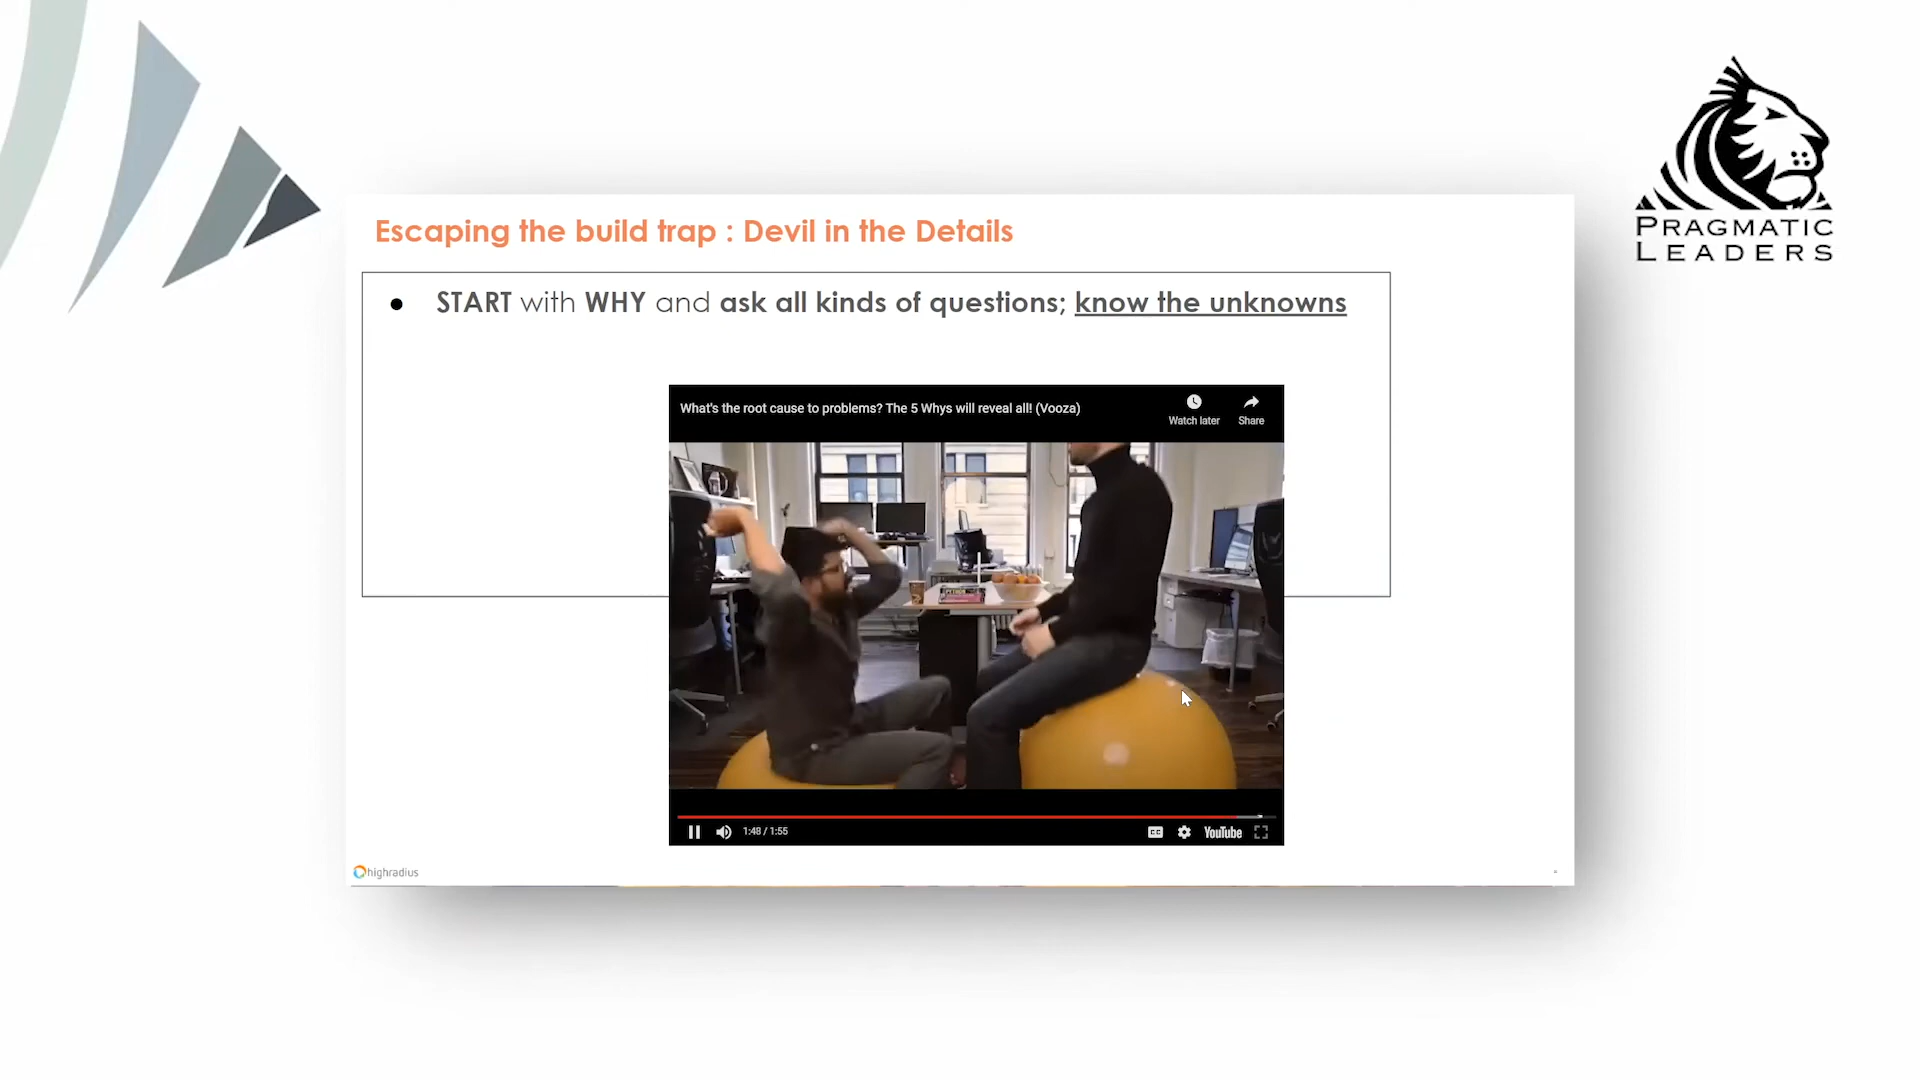 PRAGMATIC
LEADERS
Escaping the build trap : Devil in the Details
● START with WHY and ask all kinds of questions; know the unknowns
What's the root cause to problems? The 5 Whys will reveal all! (Vooza)
Watch later
Share
PYTHON
1:48 / 1:55
CC
YouTube
highradius